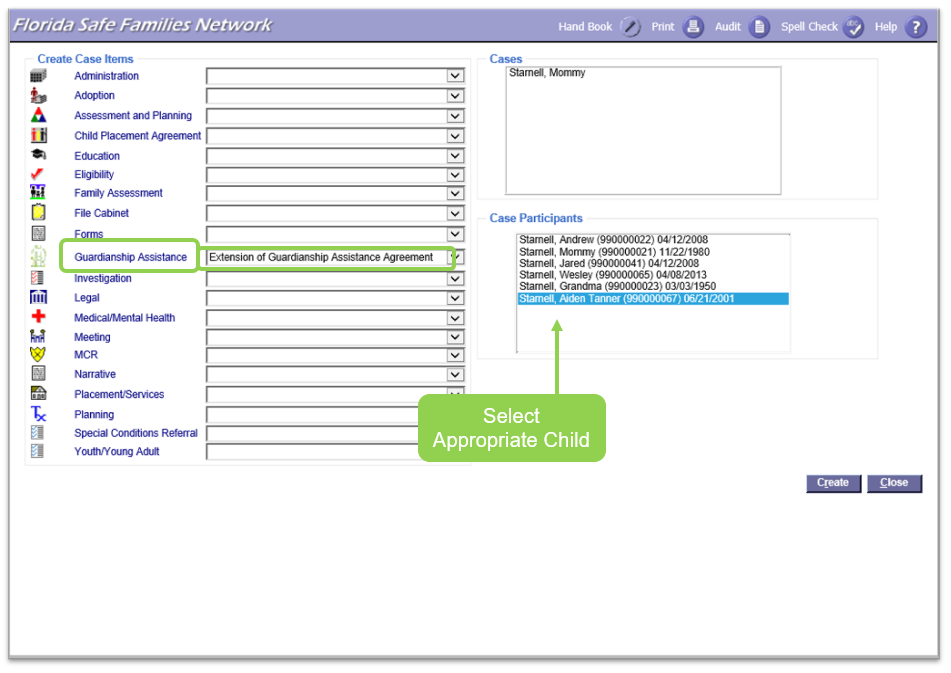 Florida Safe Families Network
Hand Book Print Audit Spell Check Help ?
Create Case Items
Administration
Adoption
Assessment and Planning
Child Placement Agreement
Education
Eligibility
Family Assessment
File Cabinet
Forms
Guardianship Assistance Extension of Guardianship Assistance Agreement
Investigation
Legal
Medical/Mental Health
Meeting
MCR
Narrative
Placement/Services
Planning
Special Conditions Referral
Youth/Young Adult
Cases
Starnell, Mommy
Case Participants
Starnell, Andrew (990000022) 04/12/2008
Starnell, Mommy (990000021) 11/22/1980
Starnell, Jared (990000041) 04/12/2008
Starnell, Wesley (990000065) 04/08/2013
Starnell, Grandma (990000023) 03/03/1950
Starnell, Aiden Tanner (990000067) 06/21/2001
Select
Appropriate Child
Create Close